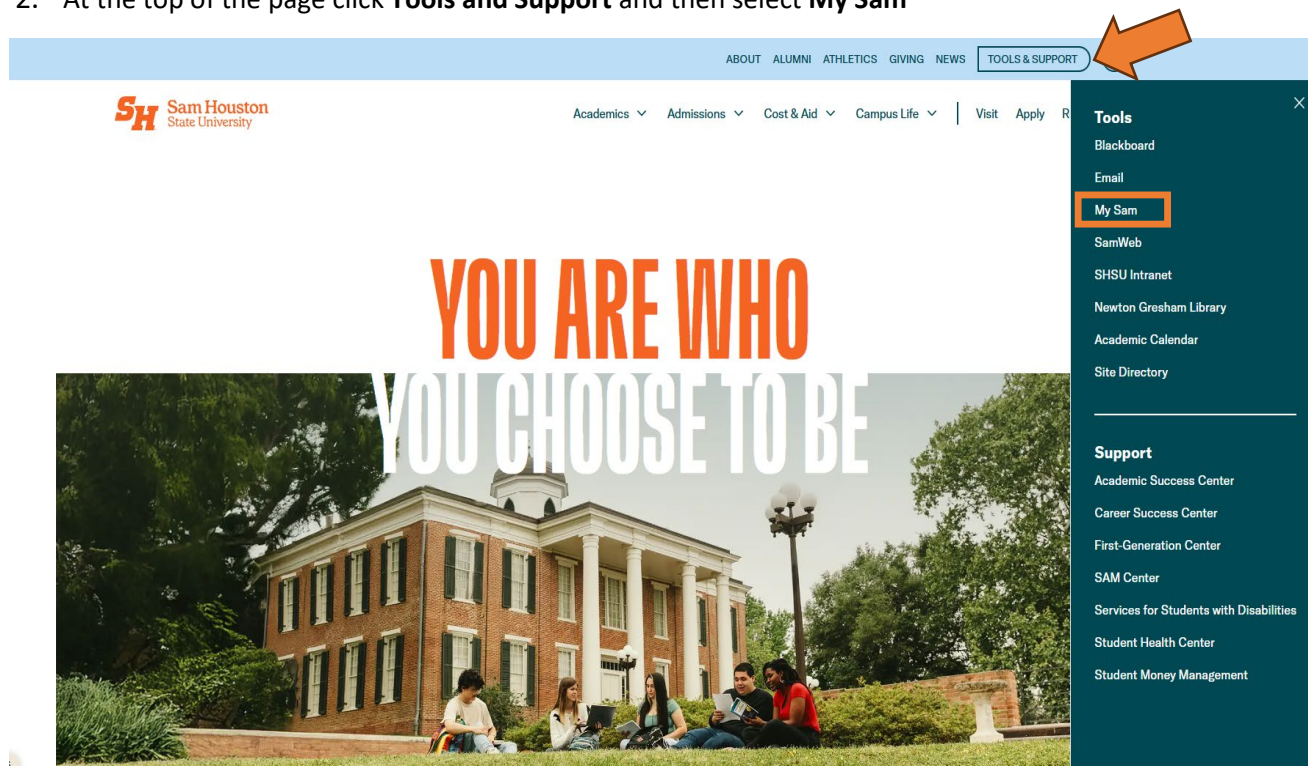 2. At the top of the page click Tools and Support and then select My Sam
ABOUT ALUMNI ATHLETICS GIVING NEWS TOOLS & SUPPORT
SH Sam Houston
State University
Academics Admissions Cost & Aid Campus Life Visit Apply R
YOU ARE WHO
YOU CHOOSE TO BE
Tools
Blackboard
Email
My Sam
SamWeb
SHSU Intranet
Newton Gresham Library
Academic Calendar
Site Directory
Support
Academic Success Center
Career Success Center
First-Generation Center
SAM Center
Services for Students with Disabilities
Student Health Center
Student Money Management